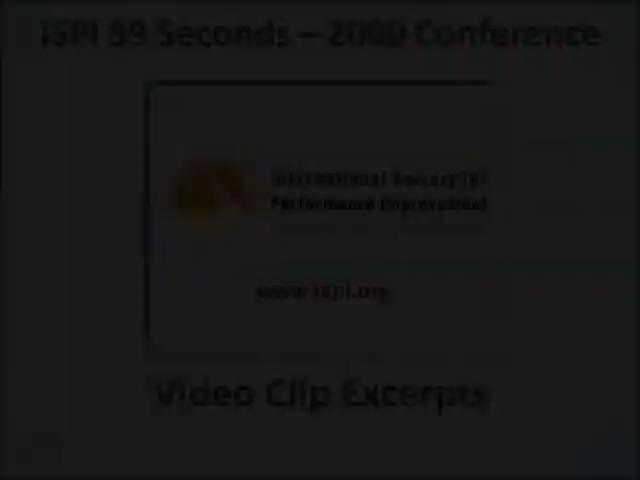 ISPI 99 Seconds – 2000 Conference
International Society for
Performance Improvement
www.ispi.org
Video Clip Excerpts